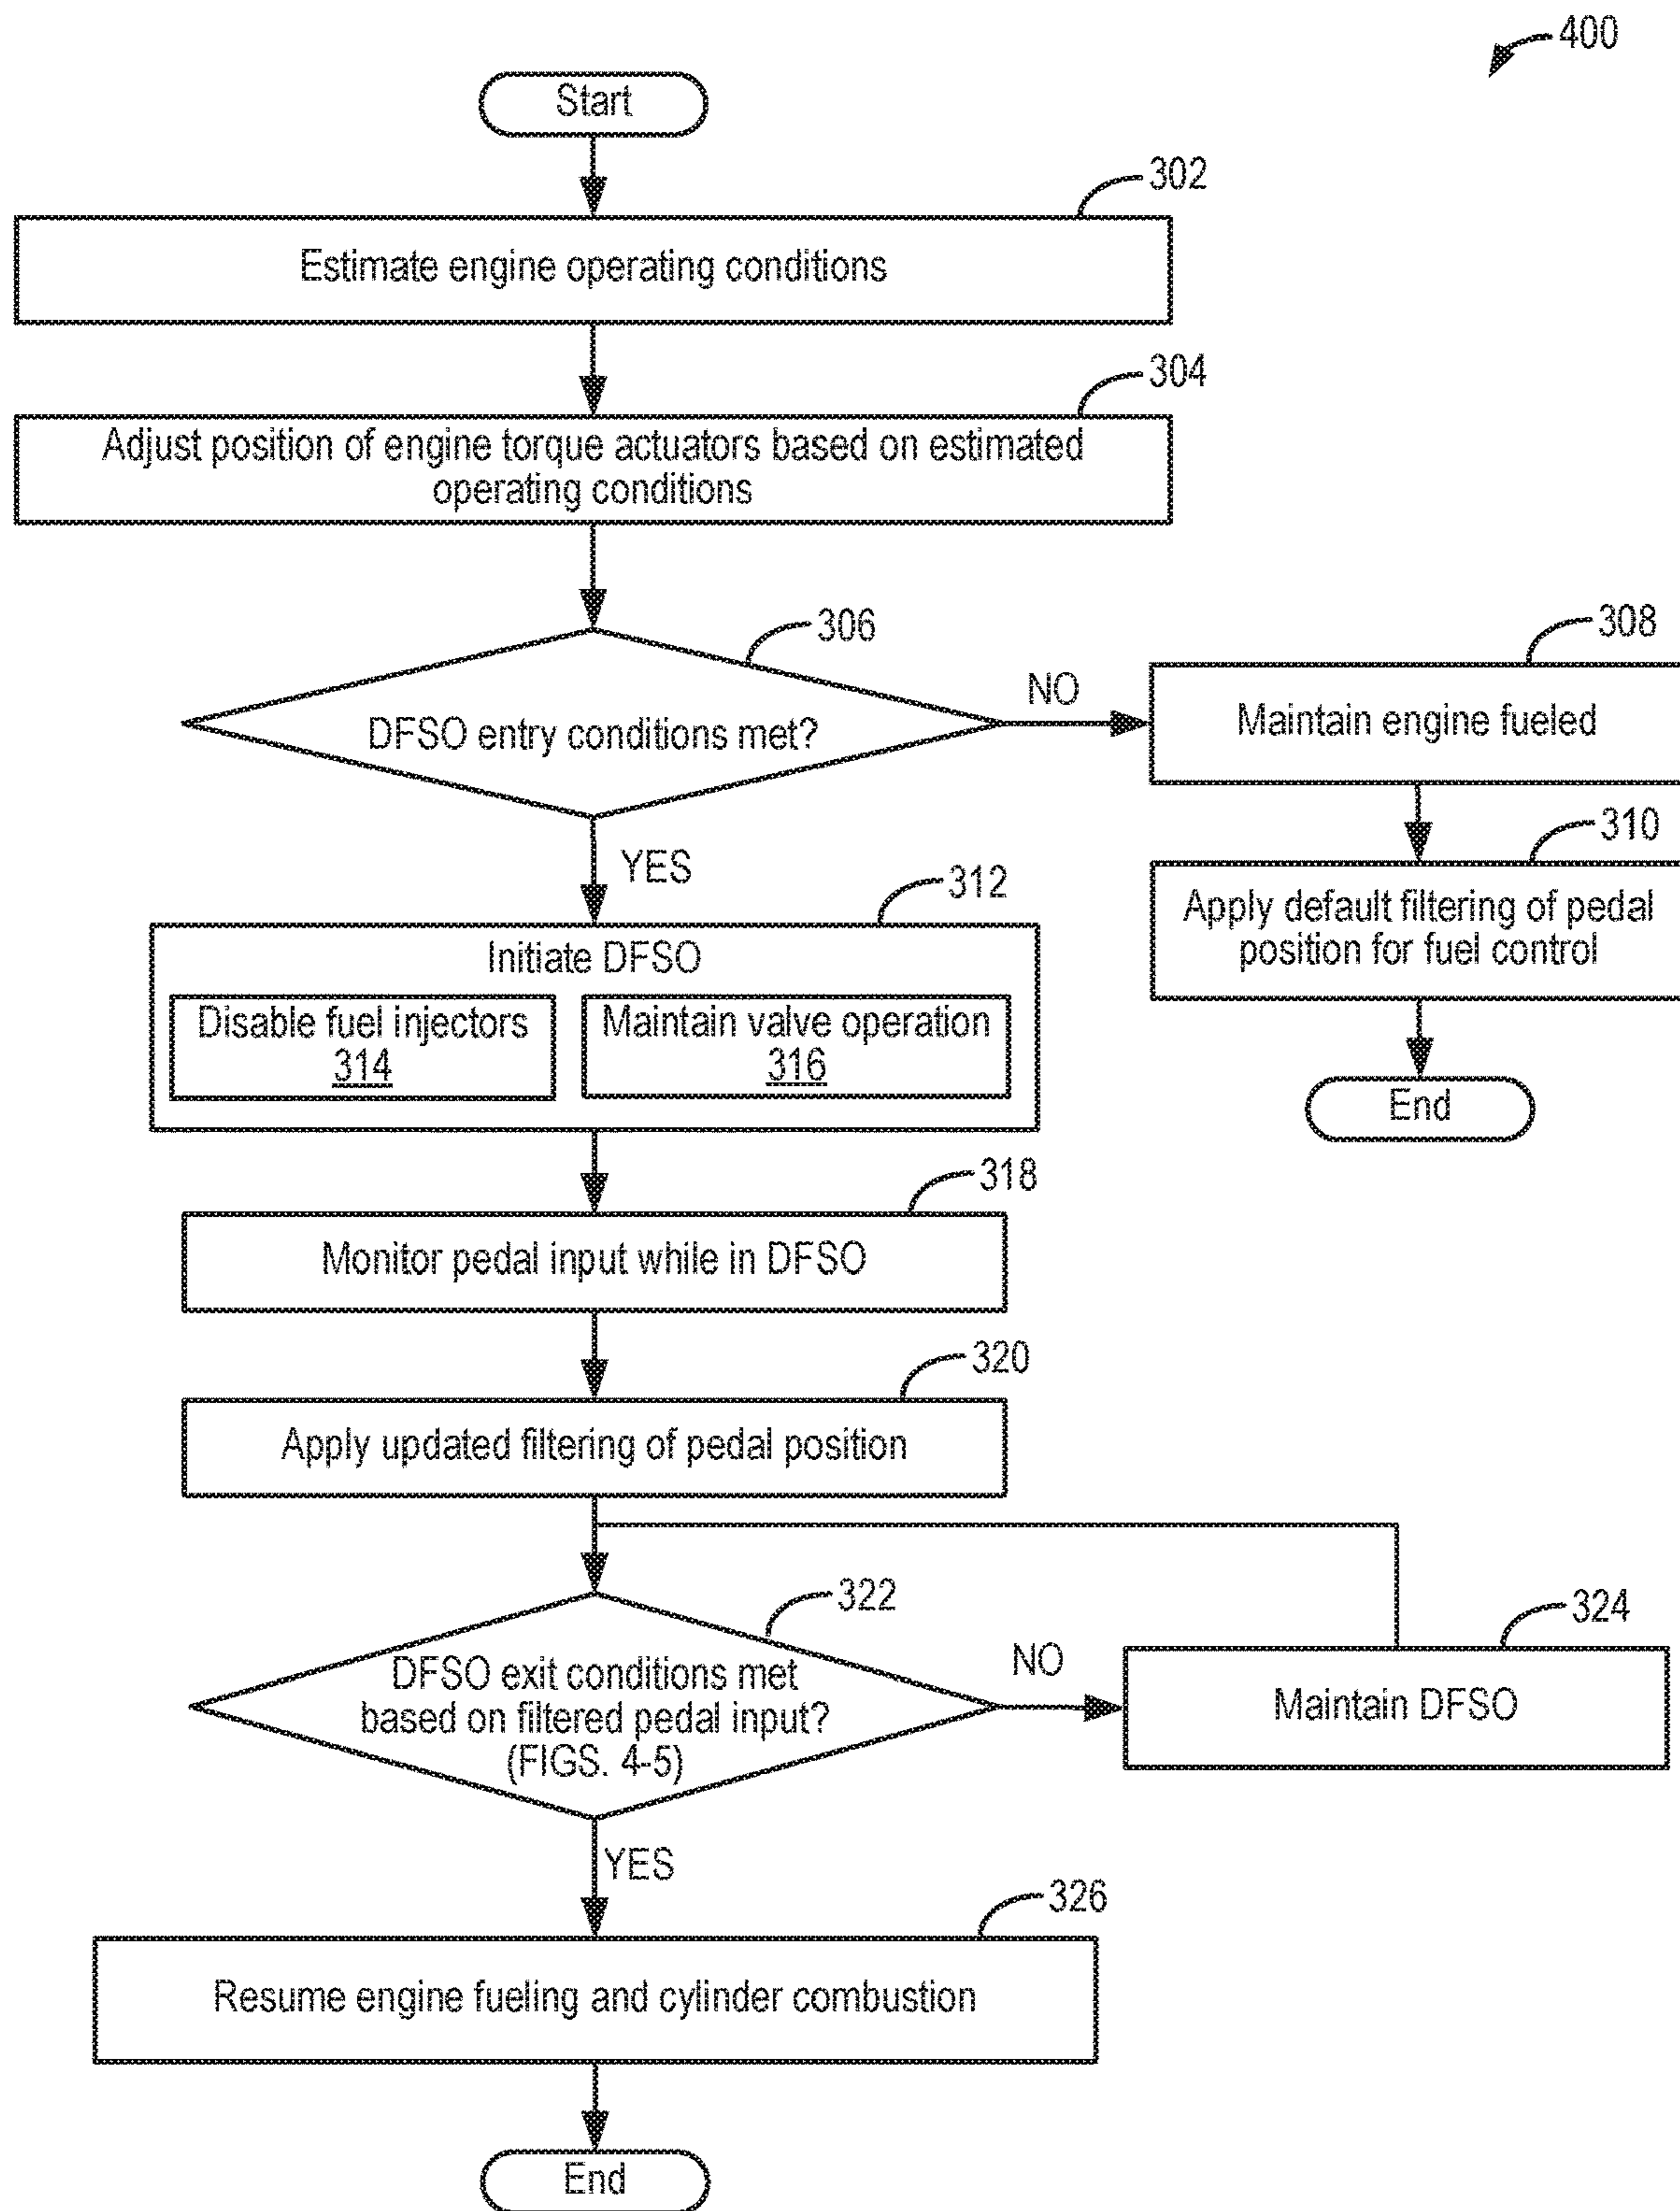 400
Start
302
Estimate engine operating conditions
304
Adjust position of engine torque actuators based on estimated
operating conditions
306
DFSO entry conditions met?
NO
308
Maintain engine fueled
310
Apply default filtering of pedal
position for fuel control
End
YES
312
Initiate DFSO
Disable fuel injectors
314
Maintain valve operation
316
318
Monitor pedal input while in DFSO
320
Apply updated filtering of pedal position
322
DFSO exit conditions met
based on filtered pedal input?
(FIGS. 4-5)
NO
324
Maintain DFSO
YES
326
Resume engine fueling and cylinder combustion
End